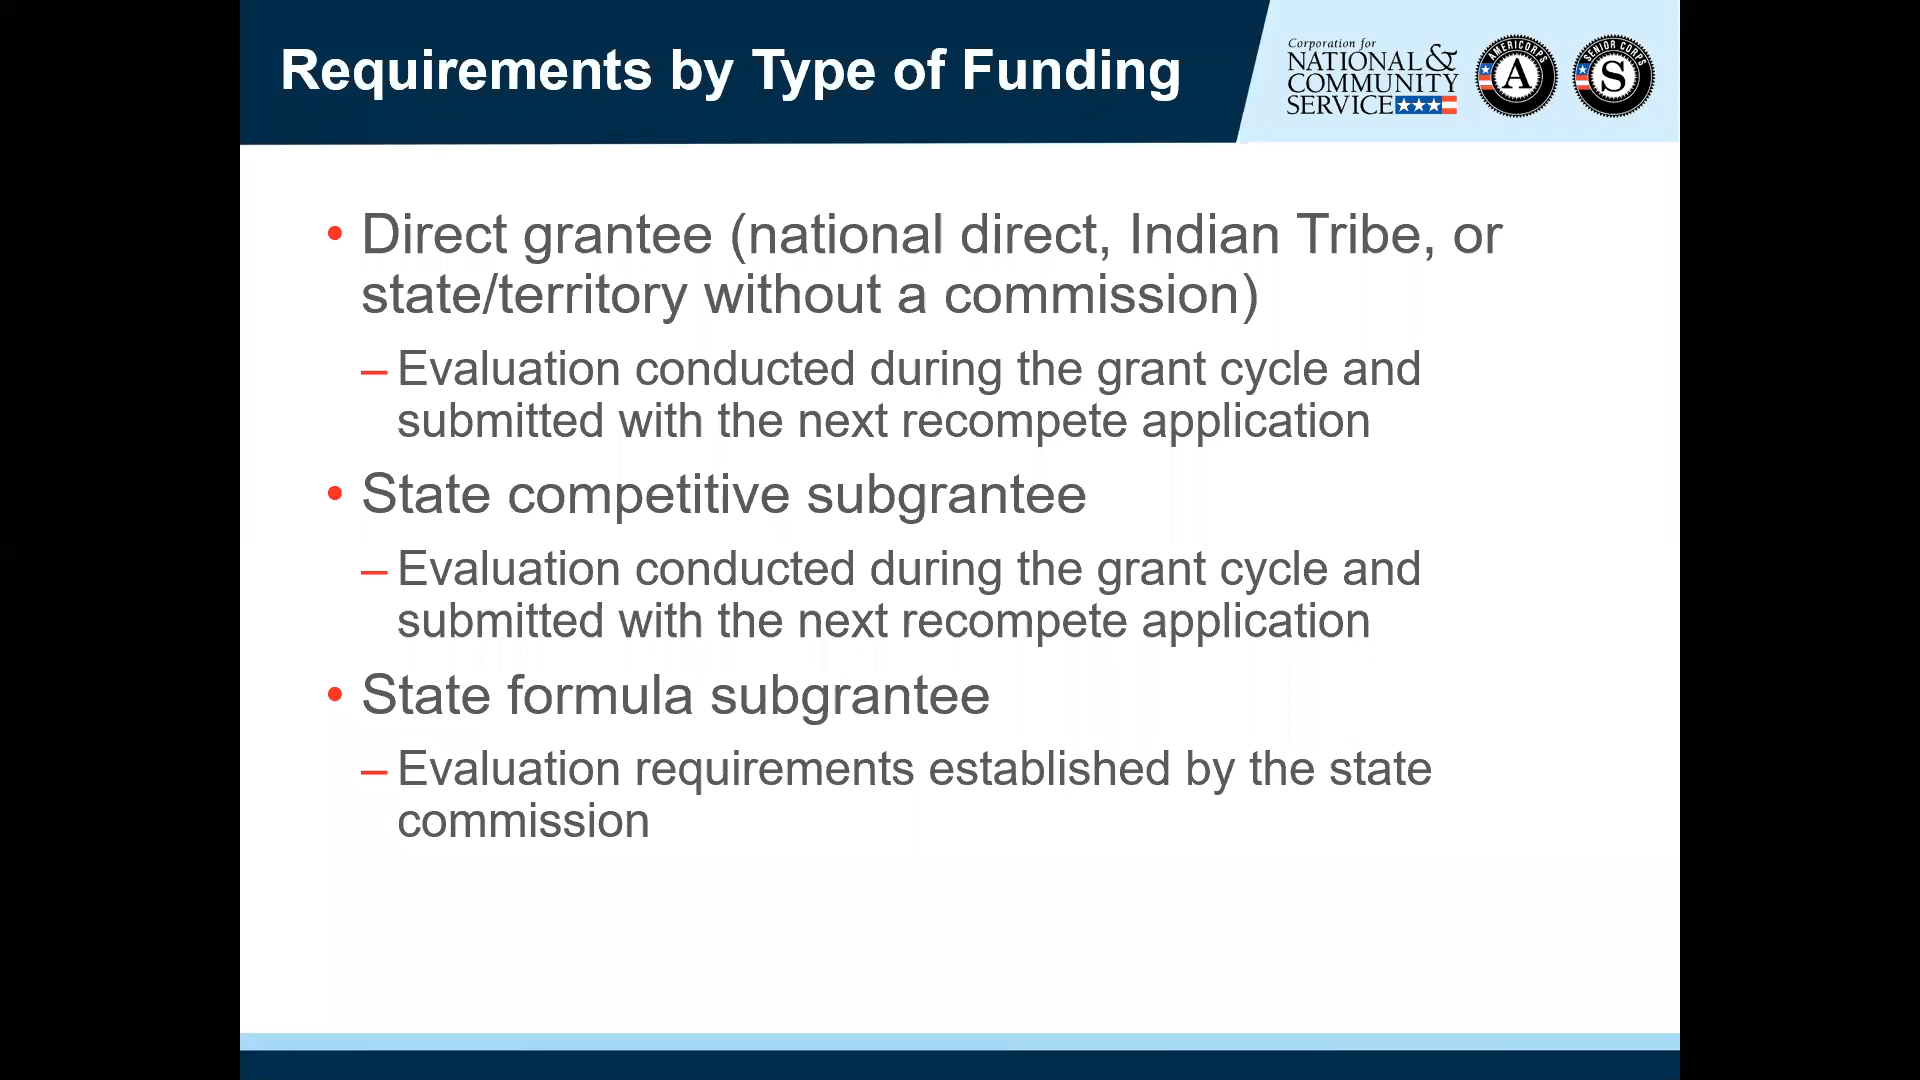 Requirements by Type of Funding
Corporation for
NATIONAL &
COMMUNITY
SERVICE
AMERICORPS
A
SENIOR CORPS
S
• Direct grantee (national direct, Indian Tribe, or
state/territory without a commission)
– Evaluation conducted during the grant cycle and
submitted with the next recompete application
• State competitive subgrantee
– Evaluation conducted during the grant cycle and
submitted with the next recompete application
• State formula subgrantee
– Evaluation requirements established by the state
commission